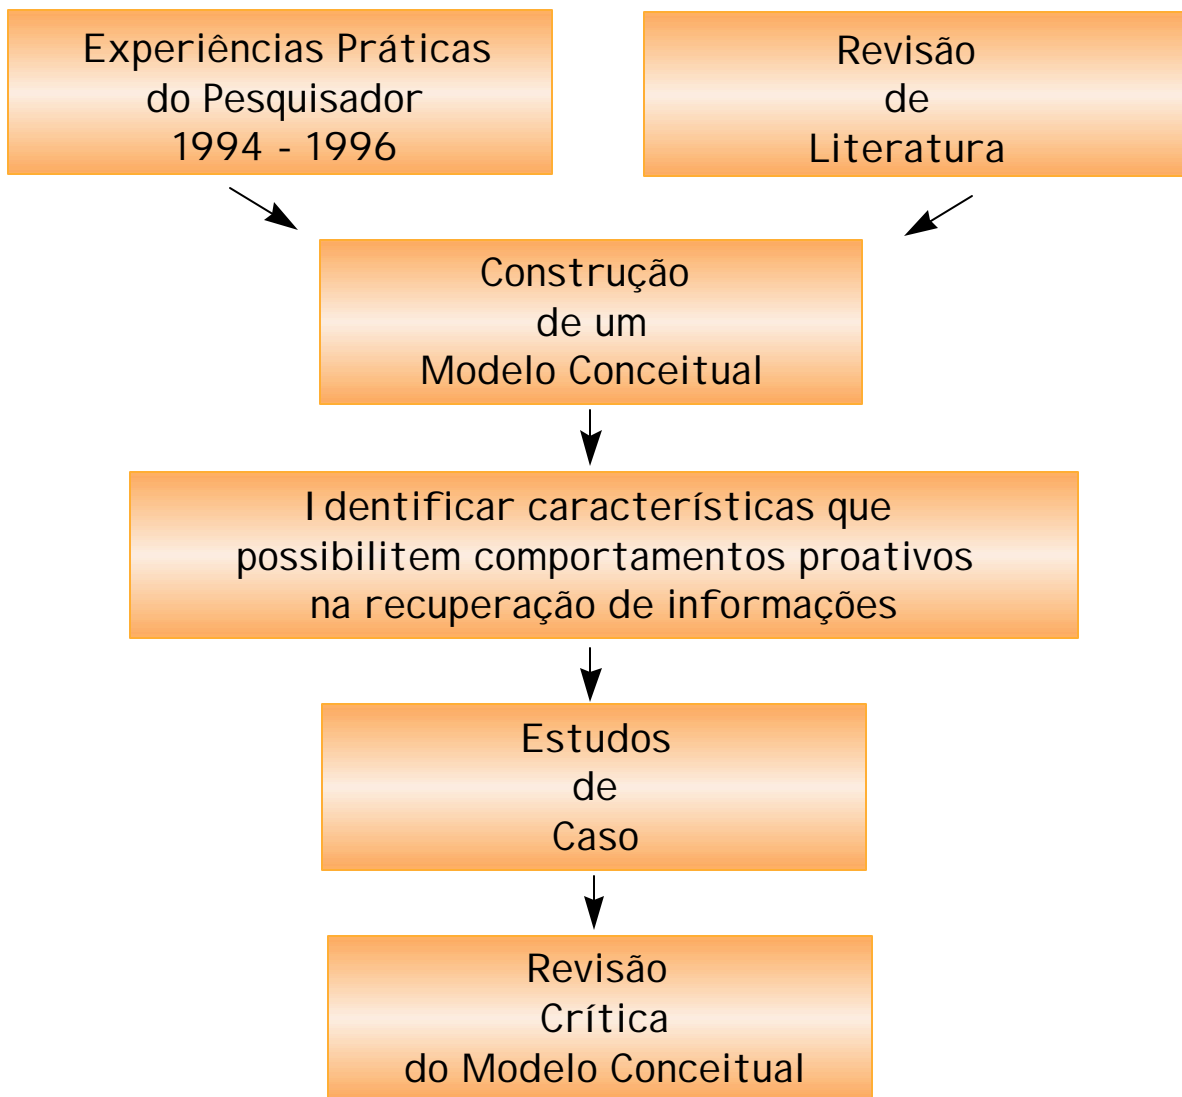 Experiências Práticas
do Pesquisador
1994 - 1996
Revisão
de
Literatura
Construção
de um
Modelo Conceitual
Identificar características que
possibilitem comportamentos proativos
na recuperação de informações
Estudos
de
Caso
Revisão
Crítica
do Modelo Conceitual